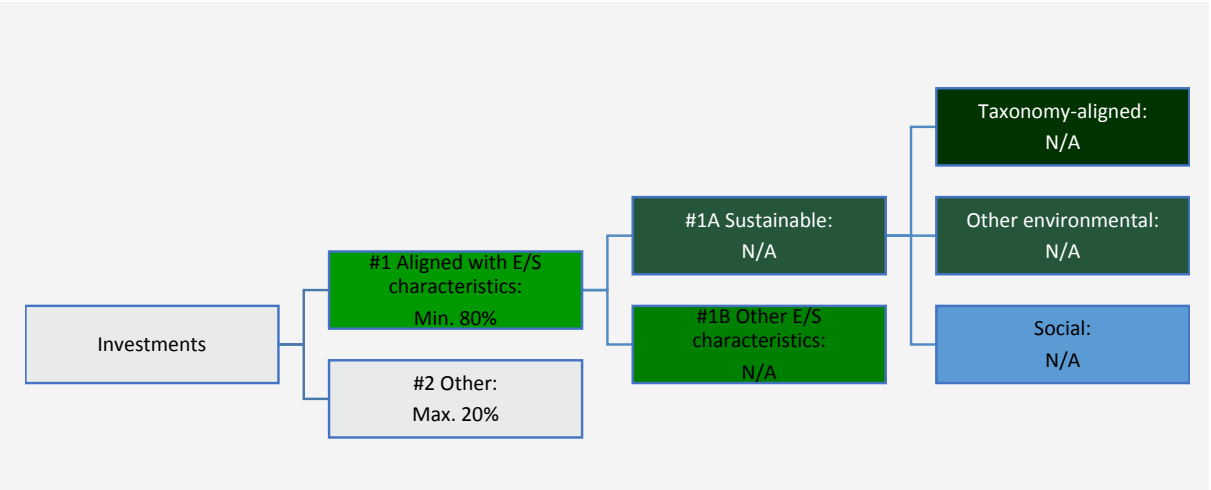 Investments
#1 Aligned with E/S
characteristics:
Min. 80%
#2 Other:
Max. 20%
#1A Sustainable:
N/A
#1B Other E/S
characteristics:
N/A
Taxonomy-aligned:
N/A
Other environmental:
N/A
Social:
N/A